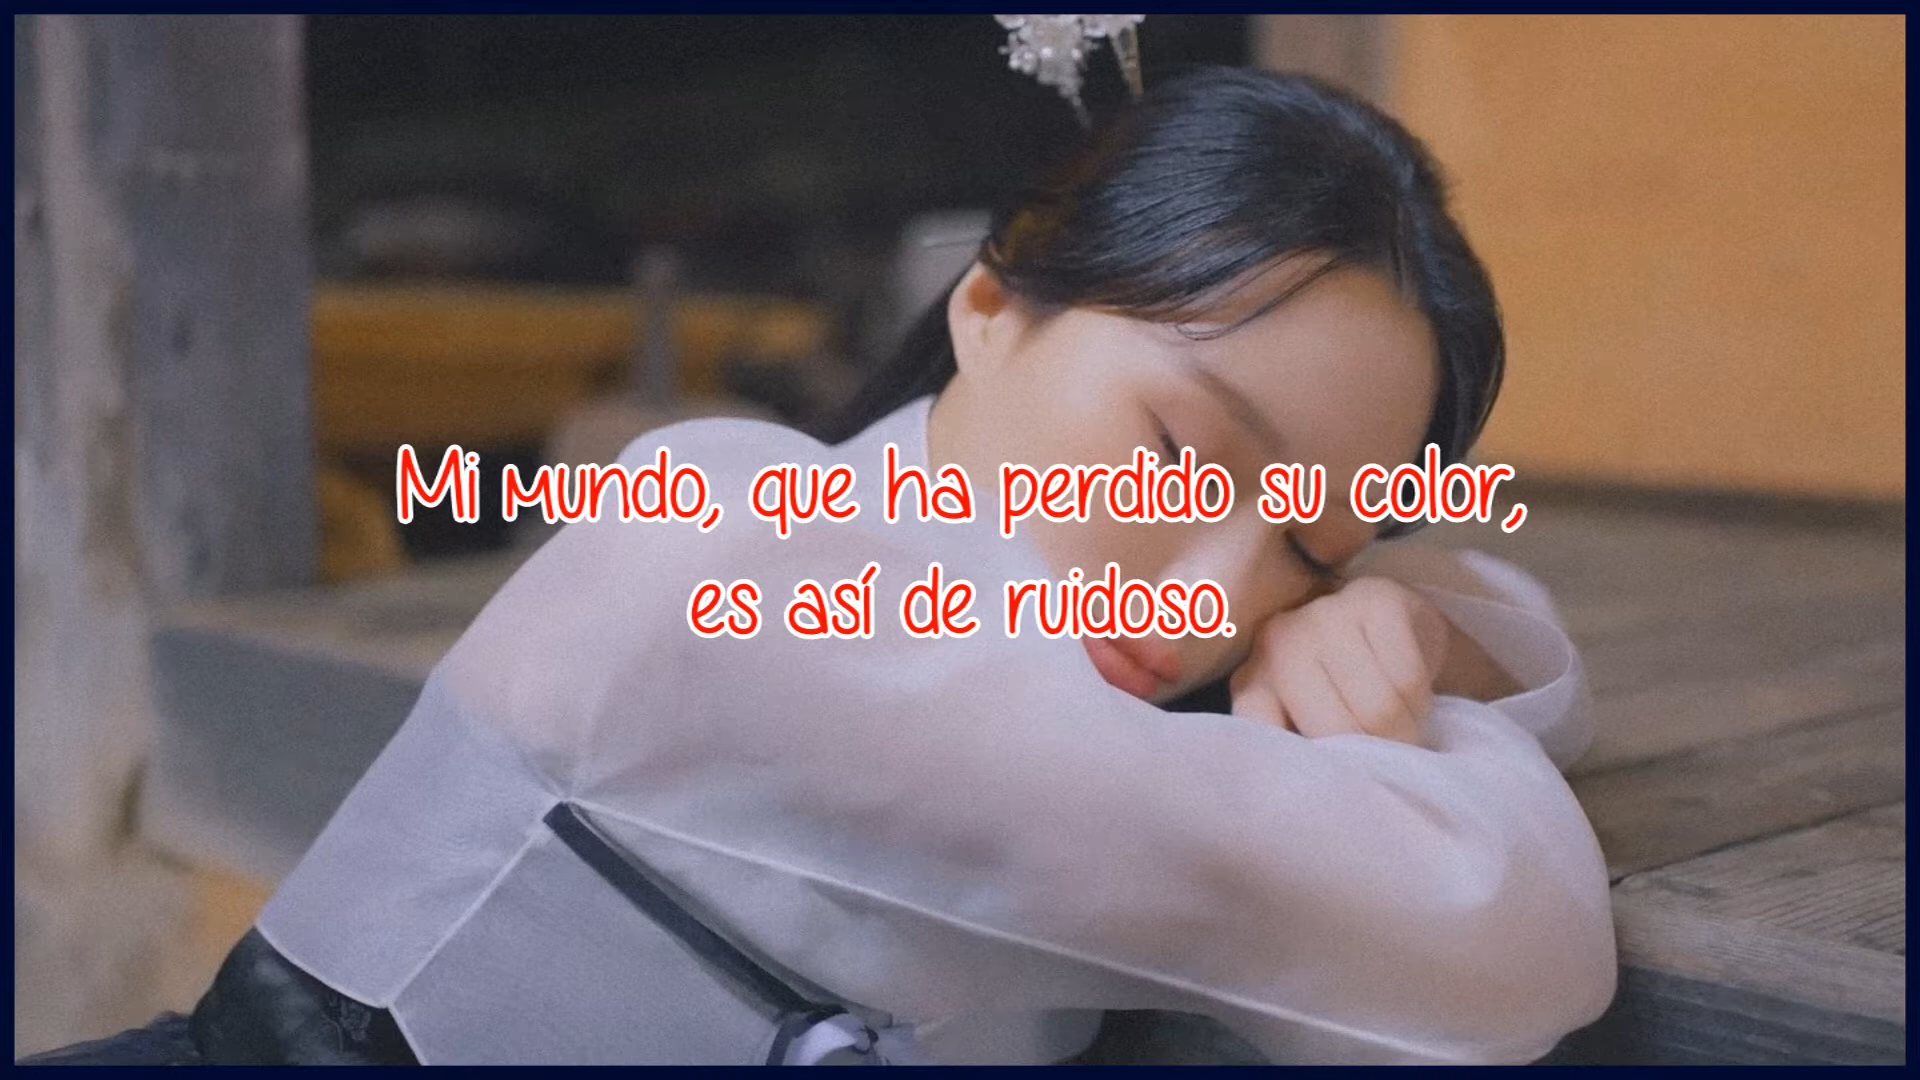 Mi mundo, que ha perdido su color,
es así de ruidoso.